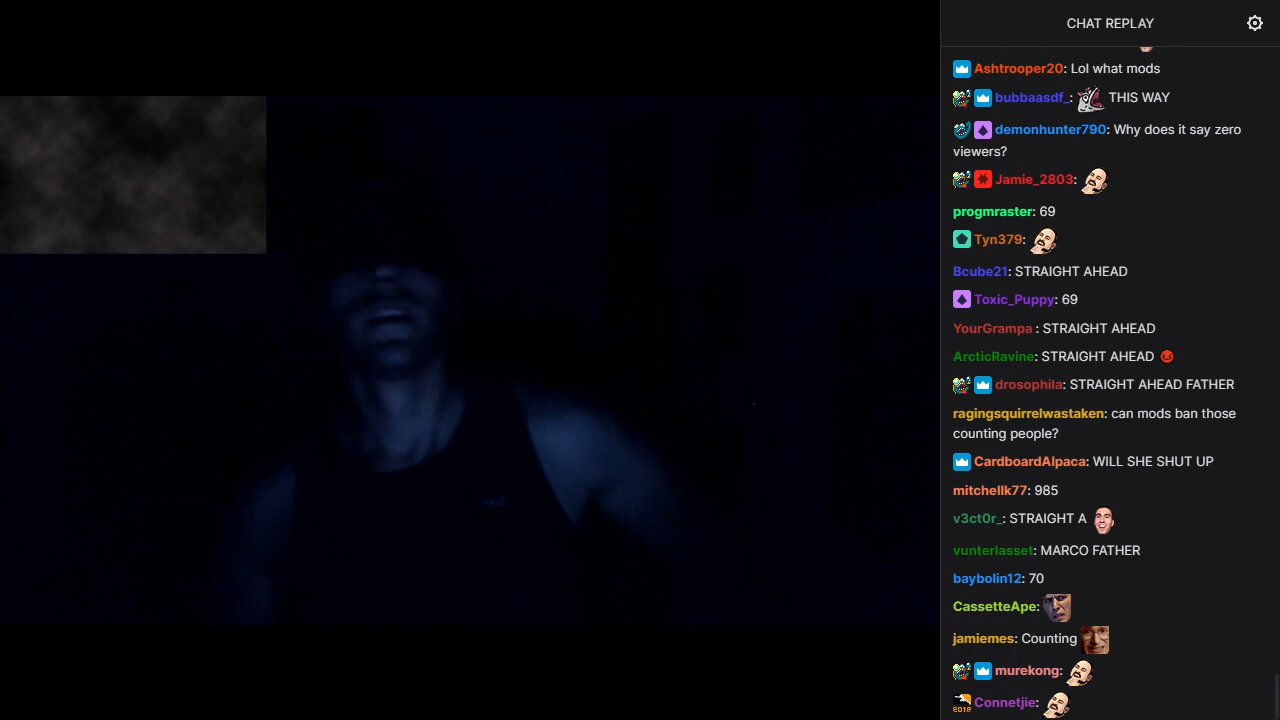 CHAT REPLAY
Ashtrooper20: Lol what mods
bubbaasdf_: THIS WAY
demonhunter790: Why does it say zero
viewers?
Jamie_2803:
progmraster: 69
Tyn379:
Bcube21: STRAIGHT AHEAD
Toxic_Puppy: 69
YourGrampa : STRAIGHT AHEAD
ArcticRavine: STRAIGHT AHEAD
drosophila: STRAIGHT AHEAD FATHER
ragingsquirrelwastaken: can mods ban those
counting people?
CardboardAlpaca: WILL SHE SHUT UP
mitchellk77: 985
v3ct0r_: STRAIGHT A
vunterlasset: MARCO FATHER
baybolin12: 70
CassetteApe:
jamiemes: Counting
murekong:
2018 Connetjie: